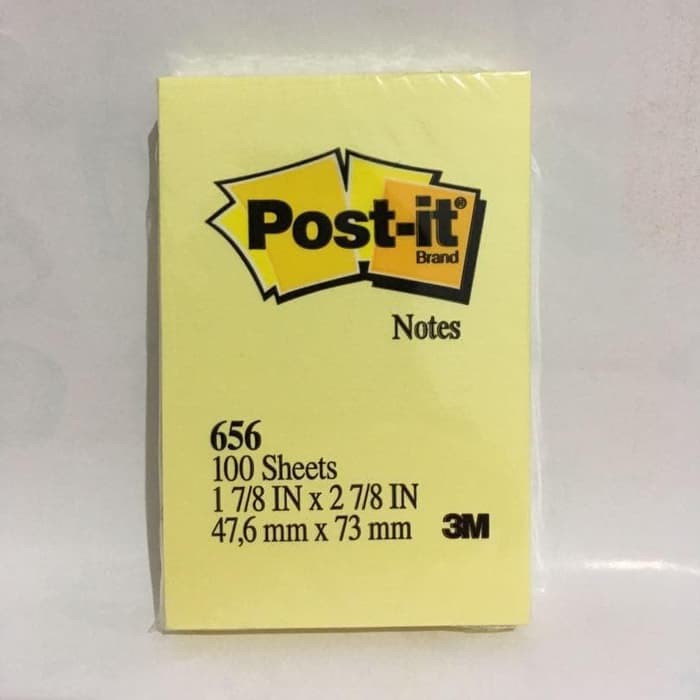 Post-it®
Brand
Notes
656
100 Sheets
1 7/8 IN x 2 7/8 IN
47,6 mm x 73 mm
3M